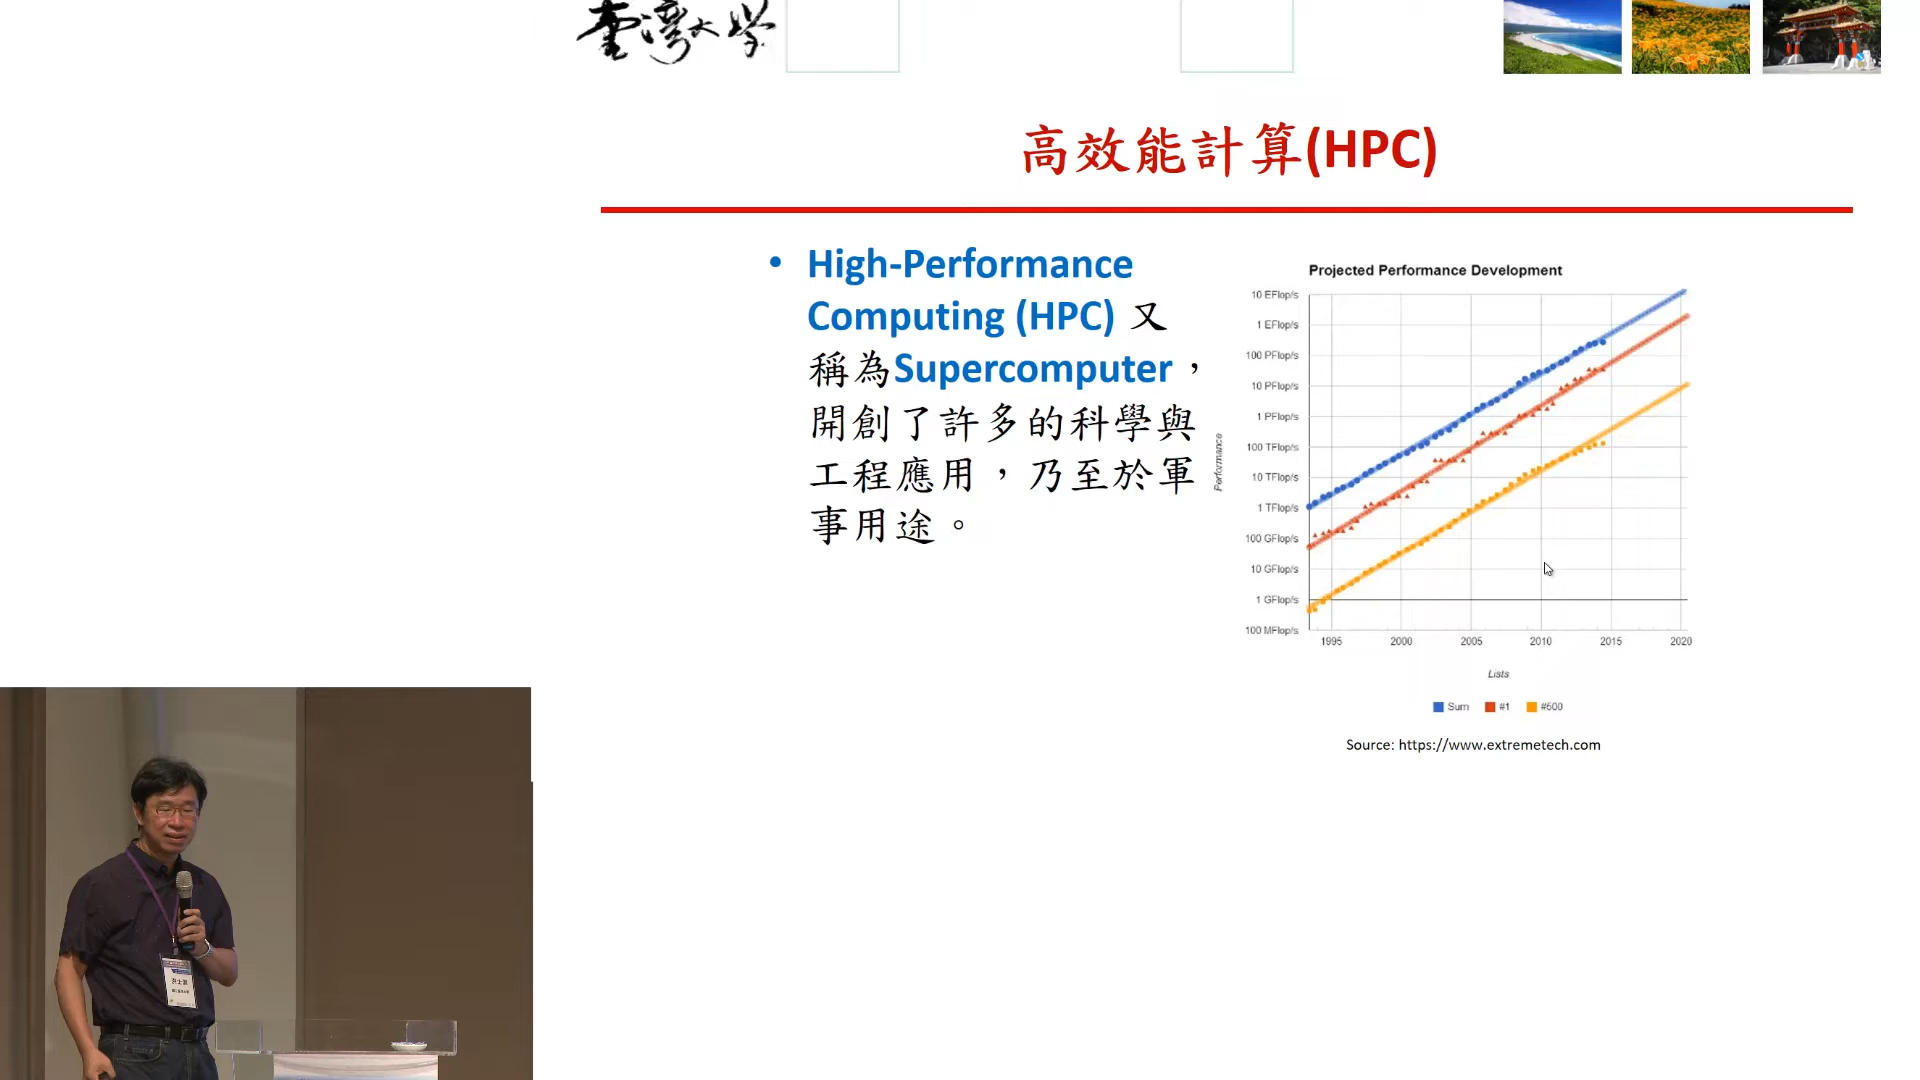 臺灣大學
高效能計算(HPC)
• High-Performance
Computing (HPC) 又
稱為Supercomputer，
開創了許多的科學與
工程應用，乃至於軍
事用途。
Projected Performance Development
10 EFlop/s
1 EFlop/s
100 PFlop/s
10 PFlop/s
1 PFlop/s
100 TFlop/s
10 TFlop/s
1 TFlop/s
100 GFlop/s
10 GFlop/s
1 GFlop/s
100 MFlop/s
Performance
1995 2000 2005 2010 2015 2020
Lists
Sum #1 #500
Source: https://www.extremetech.com